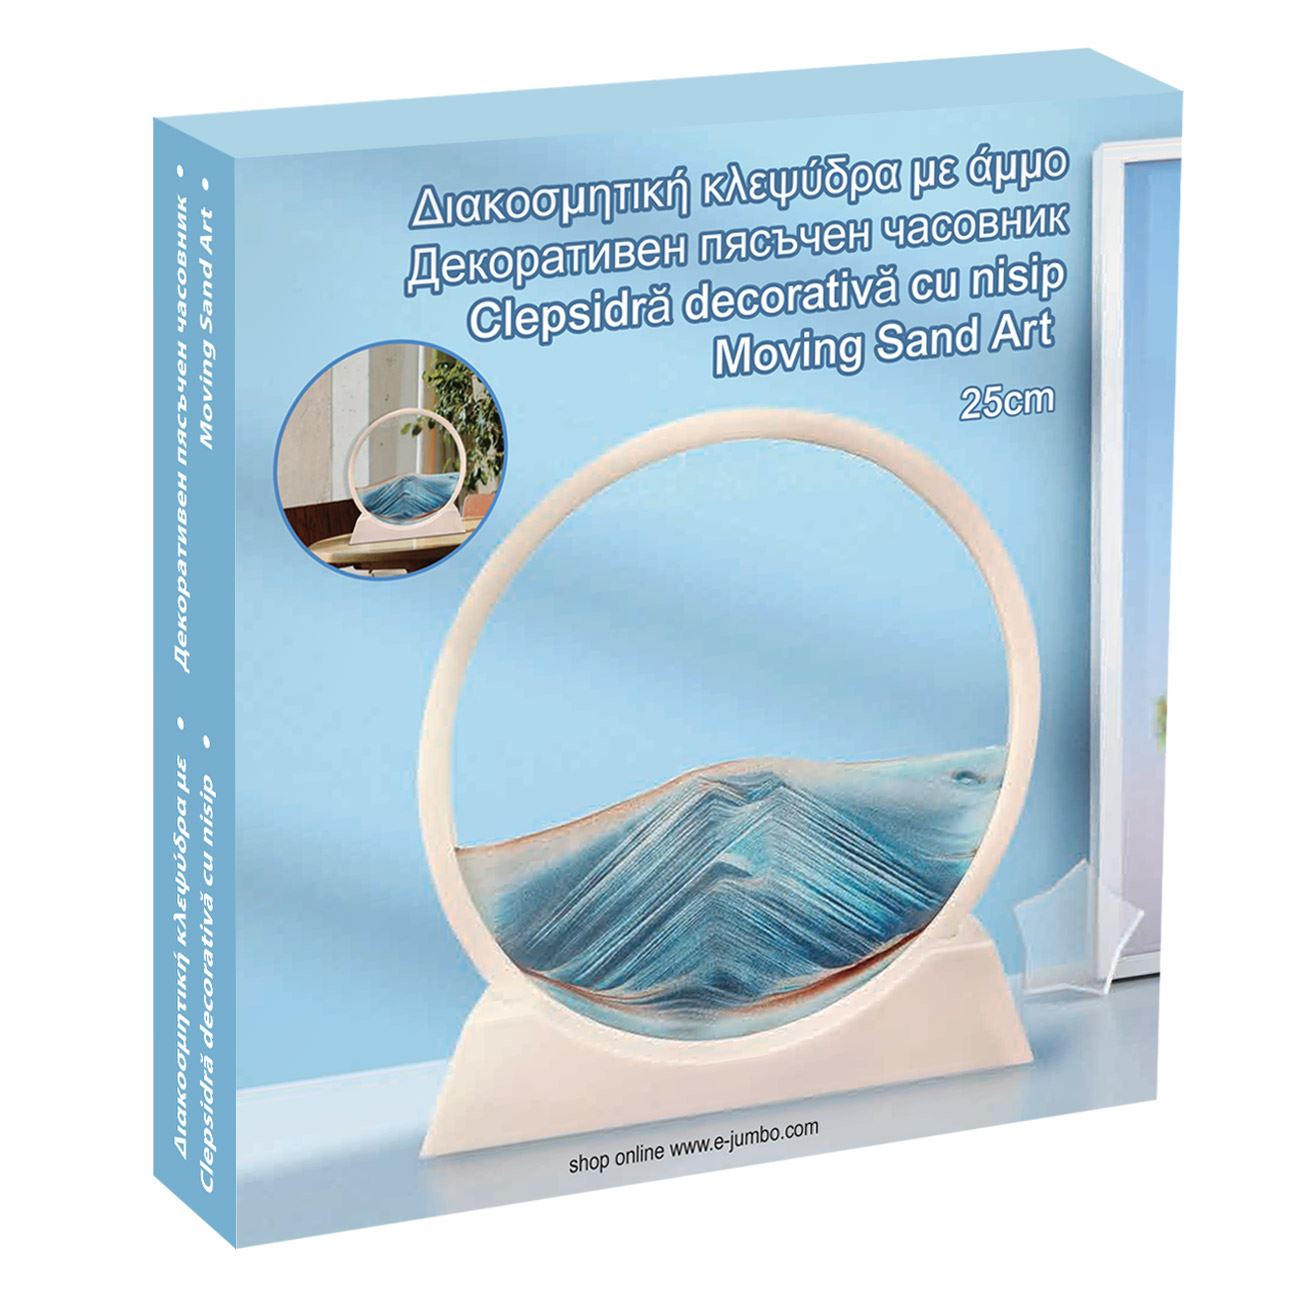 Διακοσμητική κλεψύδρα με άμμο
Декоративен пясъчен часовник
Clepsidră decorativă cu nisip
Moving Sand Art
25cm
shop online www.e-jumbo.com
Διακοσμητική κλεψύδρα με • Декоративен пясъчен часовник •
Clepsidră decorativă cu nisip • Moving Sand Art •